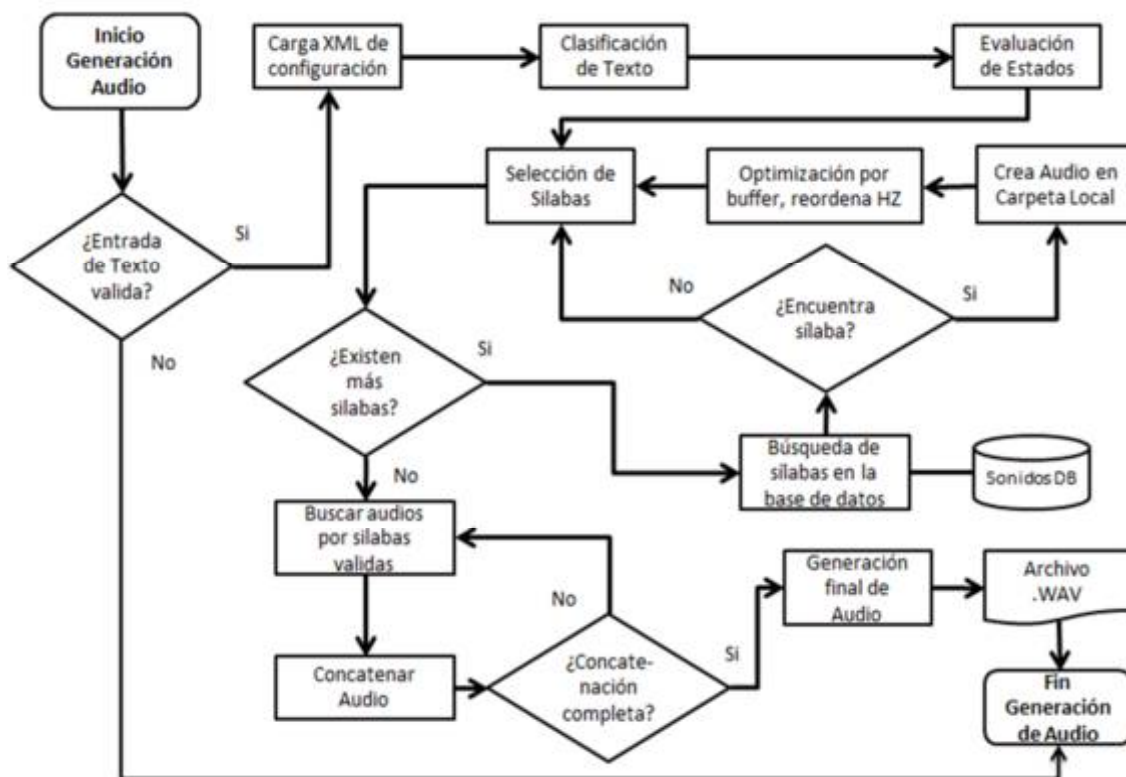 Inicio
Generación
Audio
Carga XML de
configuración
Clasificación
de Texto
Evaluación
de Estados
Selección de
Silabas
Optimización por
buffer, reordena HZ
Crea Audio en
Carpeta Local
¿Entrada
de Texto
valida?
Si
No
¿Encuentra
sílaba?
No
Si
¿Existen
más
silabas?
Si
No
Búsqueda de
sílabas en la
base de datos
Sonidos DB
Buscar audios
por silabas
validas
Concatenar
Audio
¿Concate-
nación
completa?
No
Si
Generación
final de
Audio
Archivo
.WAV
Fin
Generación
de Audio